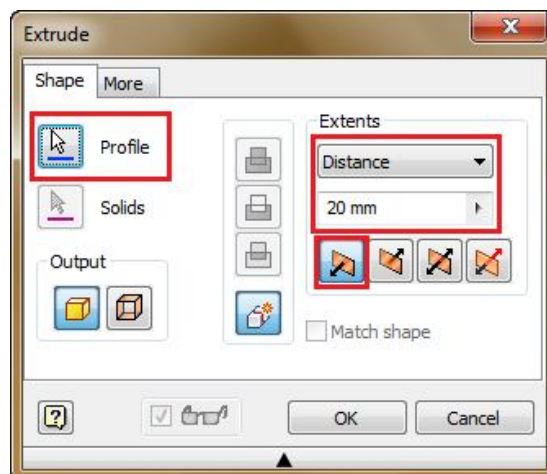 Extrude
Shape
More
Profile
Solids
Output
Extents
Distance
20 mm
Match shape
OK
Cancel